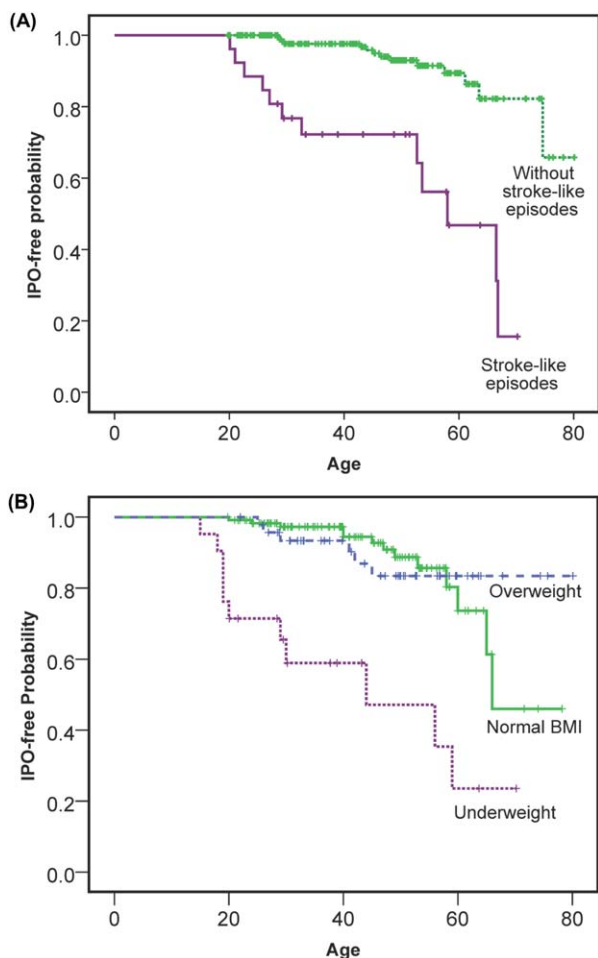 (A)
1.0
0.8
0.6
0.4
0.2
0.0
IPO-free probability
Without
stroke-like
episodes
Stroke-like
episodes
0 20 40 60 80
Age
(B)
1.0
0.8
0.6
0.4
0.2
0.0
IPO-free Probability
Overweight
Normal BMI
Underweight
0 20 40 60 80
Age